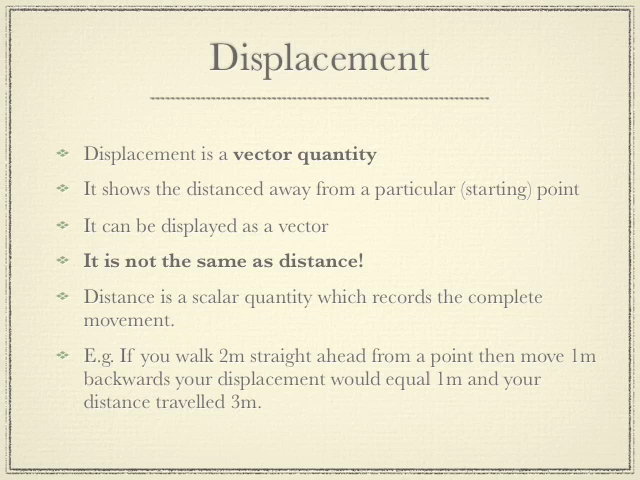 Displacement
Displacement is a vector quantity
It shows the distanced away from a particular (starting) point
It can be displayed as a vector
It is not the same as distance!
Distance is a scalar quantity which records the complete
movement.
E.g. If you walk 2m straight ahead from a point then move 1m
backwards your displacement would equal 1m and your
distance travelled 3m.